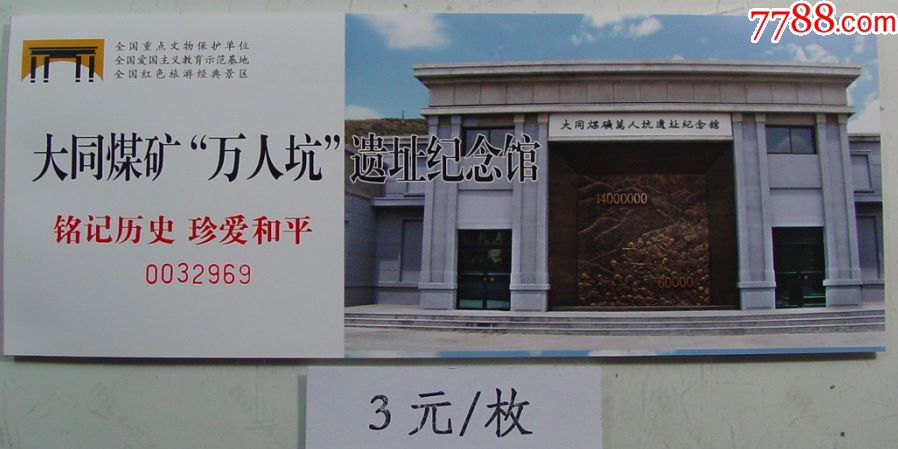 7788.com
全国重点文物保护单位
全国爱国主义教育示范基地
全国红色旅游经典景区
大同煤矿“万人坑”遗址纪念馆
铭记历史 珍爱和平
0032969
大同煤礦萬人坑遺址紀念館
14000000
60000
3元/枚